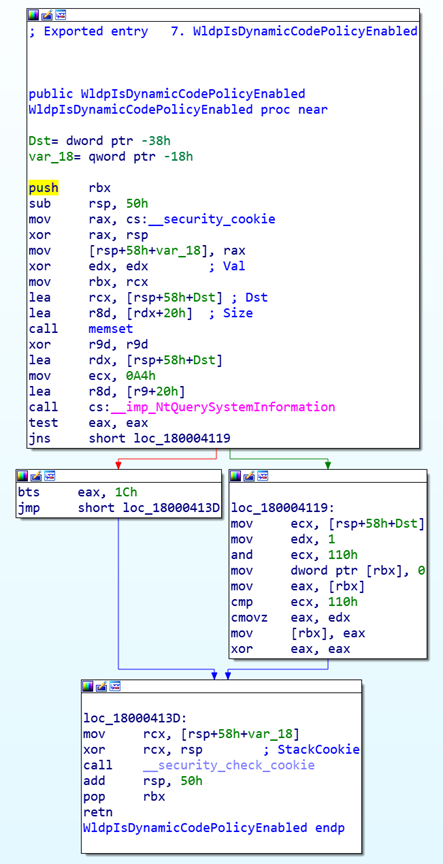 ; Exported entry   7. WldpIsDynamicCodePolicyEnabled
public WldpIsDynamicCodePolicyEnabled
WldpIsDynamicCodePolicyEnabled proc near
Dst= dword ptr -38h
var_18= qword ptr -18h
push    rbx
sub     rsp, 50h
mov     rax, cs:__security_cookie
xor     rax, rsp
mov     [rsp+58h+var_18], rax
xor     edx, edx        ; Val
mov     rbx, rcx
lea     rcx, [rsp+58h+Dst] ; Dst
lea     r8d, [rdx+20h]  ; Size
call    memset
xor     r9d, r9d
lea     rdx, [rsp+58h+Dst]
mov     ecx, 0A4h
lea     r8d, [r9+20h]
call    cs:__imp_NtQuerySystemInformation
test    eax, eax
jns     short loc_180004119
bts     eax, 1Ch
jmp     short loc_18000413D
loc_180004119:
mov     ecx, [rsp+58h+Dst]
mov     edx, 1
and     ecx, 110h
mov     dword ptr [rbx], 0
mov     eax, [rbx]
cmp     ecx, 110h
cmovz   eax, edx
mov     [rbx], eax
xor     eax, eax
loc_18000413D:
mov     rcx, [rsp+58h+var_18]
xor     rcx, rsp        ; StackCookie
call    __security_check_cookie
add     rsp, 50h
pop     rbx
retn
WldpIsDynamicCodePolicyEnabled endp